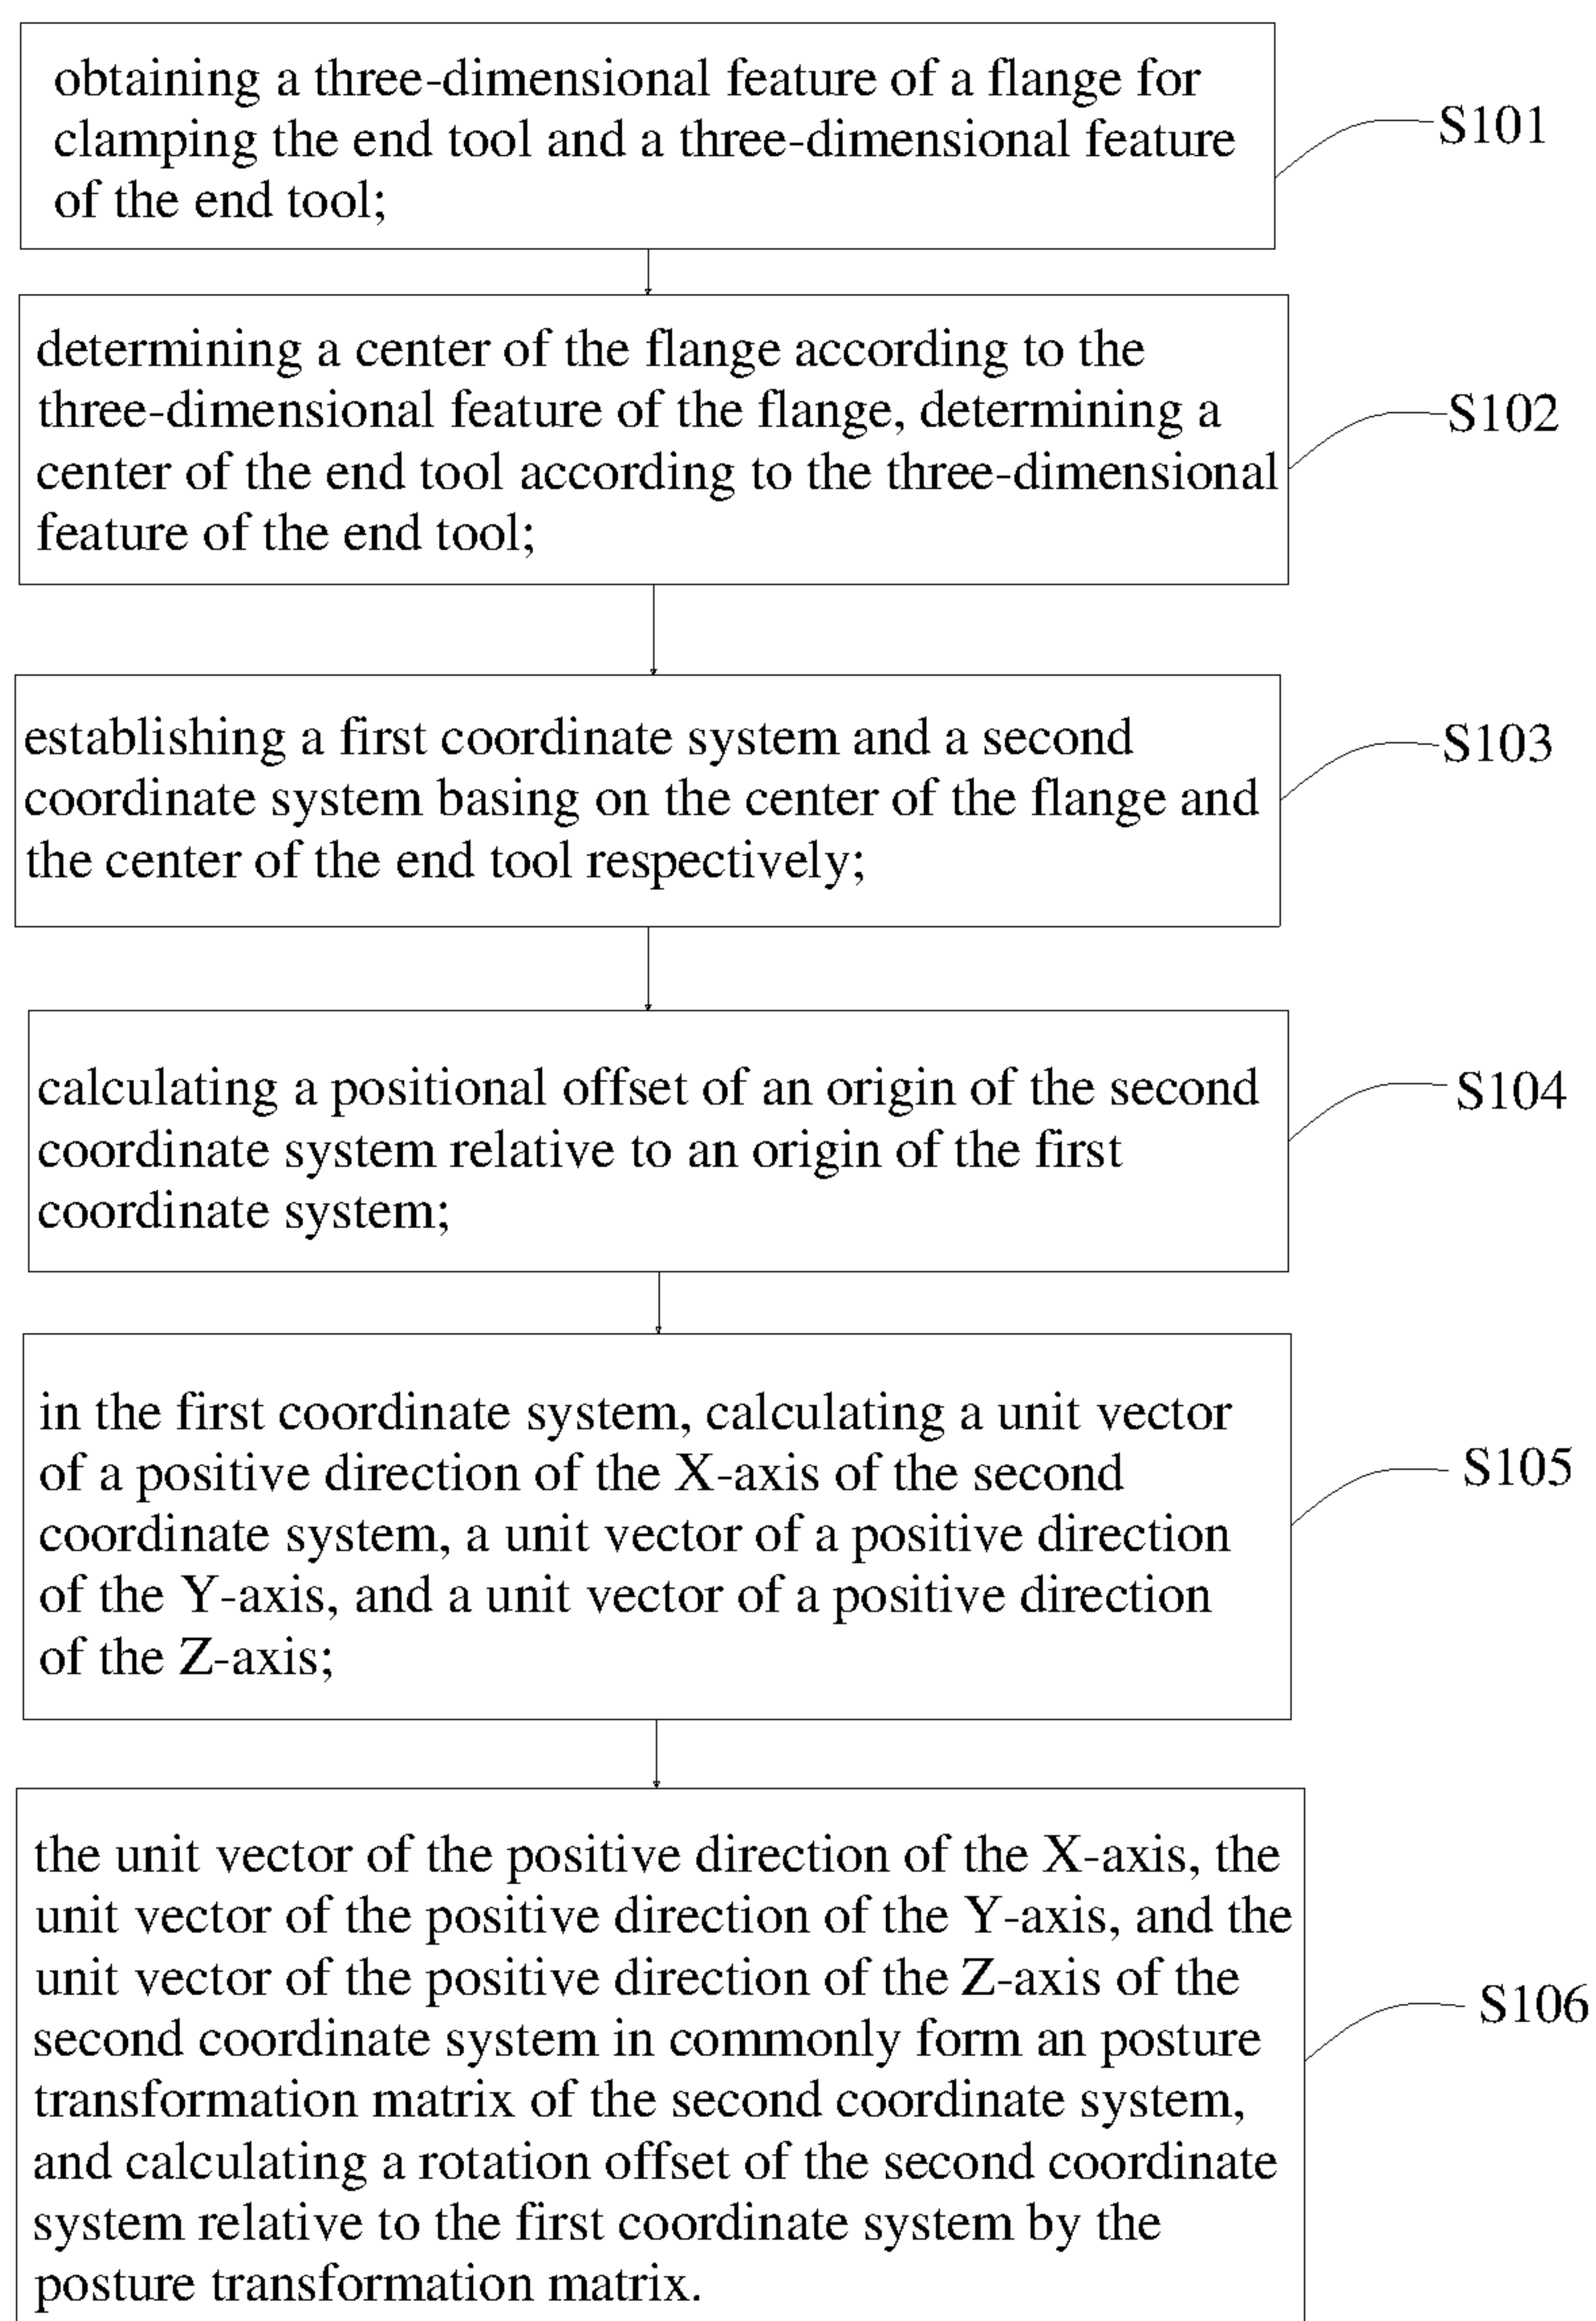 obtaining a three-dimensional feature of a flange for
clamping the end tool and a three-dimensional feature
of the end tool;
S101
determining a center of the flange according to the
three-dimensional feature of the flange, determining a
center of the end tool according to the three-dimensional
feature of the end tool;
S102
establishing a first coordinate system and a second
coordinate system basing on the center of the flange and
the center of the end tool respectively;
S103
calculating a positional offset of an origin of the second
coordinate system relative to an origin of the first
coordinate system;
S104
in the first coordinate system, calculating a unit vector
of a positive direction of the X-axis of the second
coordinate system, a unit vector of a positive direction
of the Y-axis, and a unit vector of a positive direction
of the Z-axis;
S105
the unit vector of the positive direction of the X-axis, the
unit vector of the positive direction of the Y-axis, and the
unit vector of the positive direction of the Z-axis of the
second coordinate system in commonly form an posture
transformation matrix of the second coordinate system,
and calculating a rotation offset of the second coordinate
system relative to the first coordinate system by the
posture transformation matrix.
S106